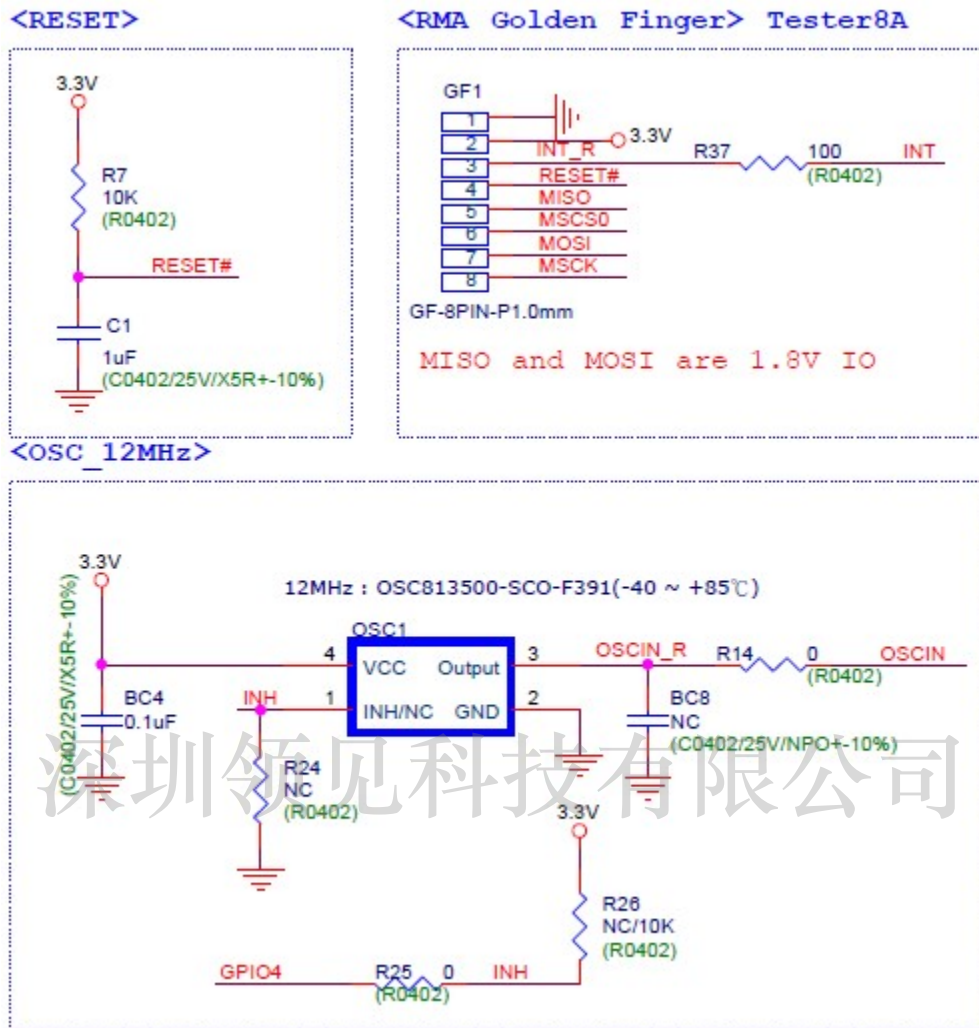 <RESET>
3.3V
R7
10K
(R0402)
RESET#
C1
1uF
(C0402/25V/X5R+-10%)
<RMA Golden Finger> Tester8A
GF1
1
2
3
4
5
6
7
8
3.3V
INT_R
R37
100
INT
(R0402)
RESET#
MISO
MSCS0
MOSI
MSCK
GF-8PIN-P1.0mm
MISO and MOSI are 1.8V IO
<OSC_12MHz>
3.3V
(C0402/25V/X5R+-10%)
12MHz : OSC813500-SCO-F391(-40 ~ +85℃)
OSC1
4
VCC
Output
3
OSCIN_R
R14
0
OSCIN
(R0402)
INH
1
INH/NC
GND
2
BC4
0.1uF
BC8
NC
(C0402/25V/NPO+-10%)
深圳领见科技有限公司
R24
NC
(R0402)
3.3V
R26
NC/10K
(R0402)
GPIO4
R25
0
INH
(R0402)